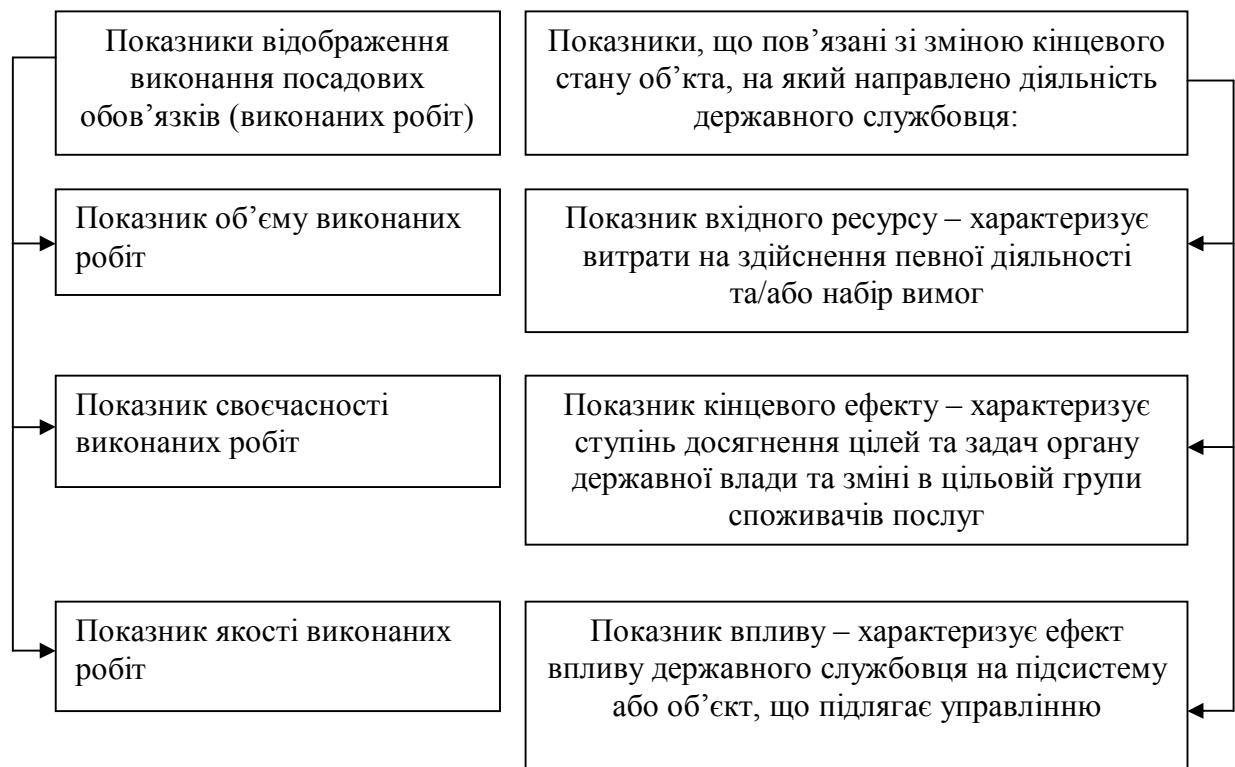 Показники відображення
виконання посадових
обов’язків (виконаних робіт)
Показники, що пов’язані зі зміною кінцевого
стану об’кта, на який направлено діяльність
державного службовця:
Показник об’єму виконаних
робіт
Показник вхідного ресурсу – характеризує
витрати на здійснення певної діяльності
та/або набір вимог
Показник своєчасності
виконаних робіт
Показник кінцевого ефекту – характеризує
ступінь досягнення цілей та задач органу
державної влади та зміні в цільовій групи
споживачів послуг
Показник якості виконаних
робіт
Показник впливу – характеризує ефект
впливу державного службовця на підсистему
або об’єкт, що підлягає управлінню